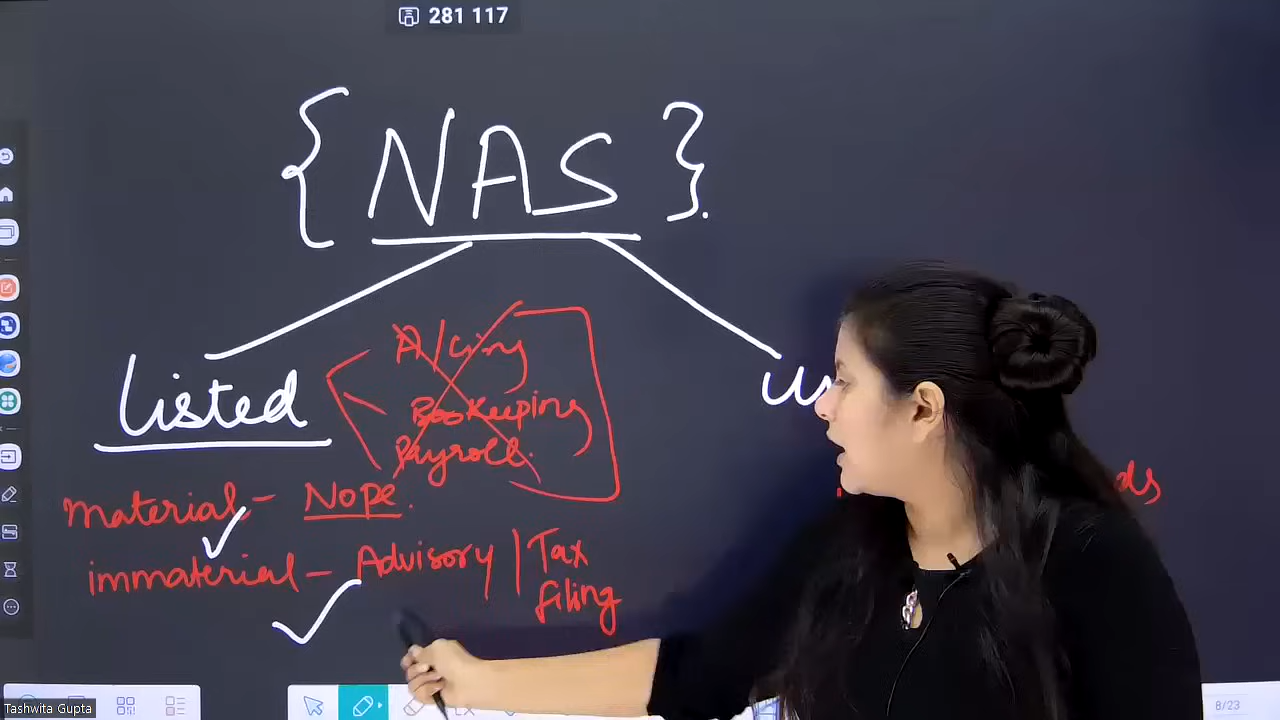 281 117
{ NAS }.
Listed
A/cing
BooKeeping
Payroll.
material - Nope.
immaterial - Advisory | Tax
filing
Tashwita Gupta
8/23